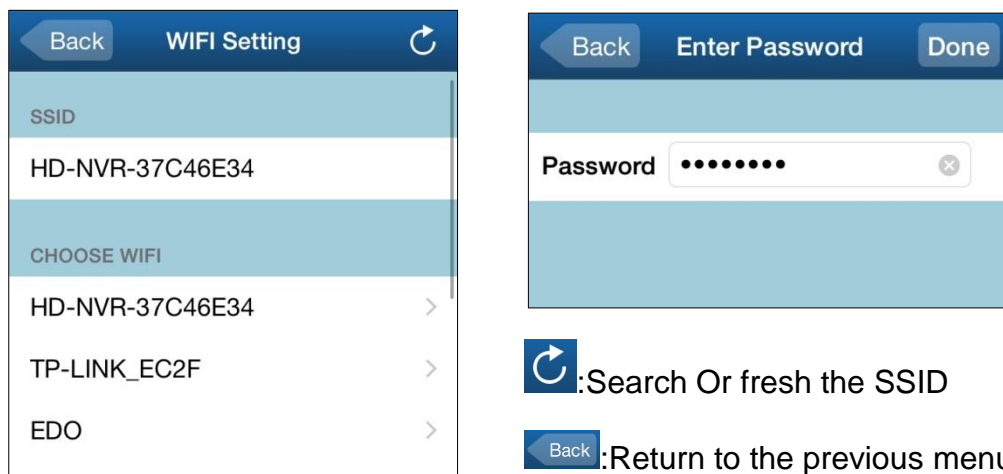 Back WIFI Setting
SSID
HD-NVR-37C46E34
CHOOSE WIFI
HD-NVR-37C46E34
TP-LINK_EC2F
EDO
Back Enter Password Done
Password ••••••••
:Search Or fresh the SSID
Back :Return to the previous menu